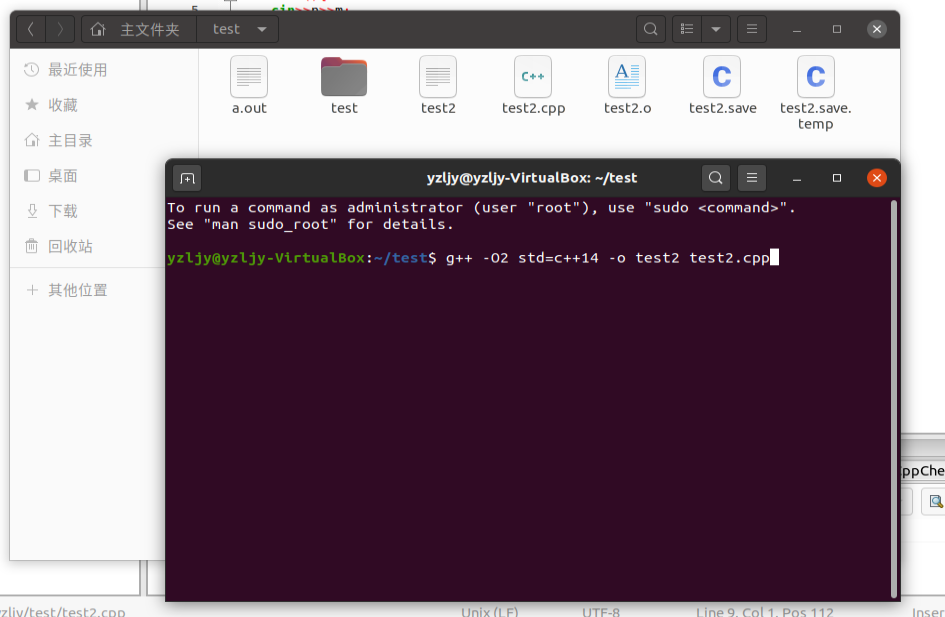 5 cin>>n>>m;
主文件夹 test
最近使用
收藏
主目录
桌面
下载
回收站
其他位置
a.out test test2 test2.cpp test2.o test2.save test2.save.
temp
yzljy@yzljy-VirtualBox: ~/test
To run a command as administrator (user "root"), use "sudo <command>".
See "man sudo_root" for details.
yzljy@yzljy-VirtualBox:~/test$ g++ -O2 std=c++14 -o test2 test2.cpp
ppChe
zljy/test/test2.cpp Unix (LF) UTF-8 Line 9, Col 1, Pos 112 Inser